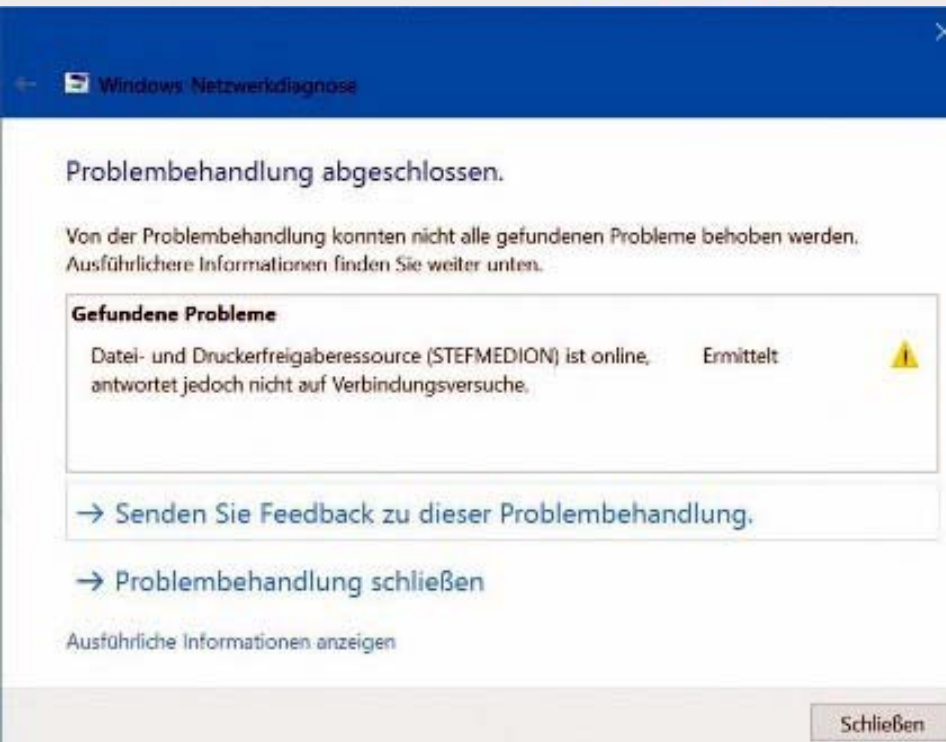 Windows-Netzwerkdiagnose
Problembehandlung abgeschlossen.
Von der Problembehandlung konnten nicht alle gefundenen Probleme behoben werden.
Ausführlichere Informationen finden Sie weiter unten.
Gefundene Probleme
Datei- und Druckerfreigaberessource (STEFMEDION) ist online, Ermittelt
antwortet jedoch nicht auf Verbindungsversuche.
→ Senden Sie Feedback zu dieser Problembehandlung.
→ Problembehandlung schließen
Ausführliche Informationen anzeigen
Schließen